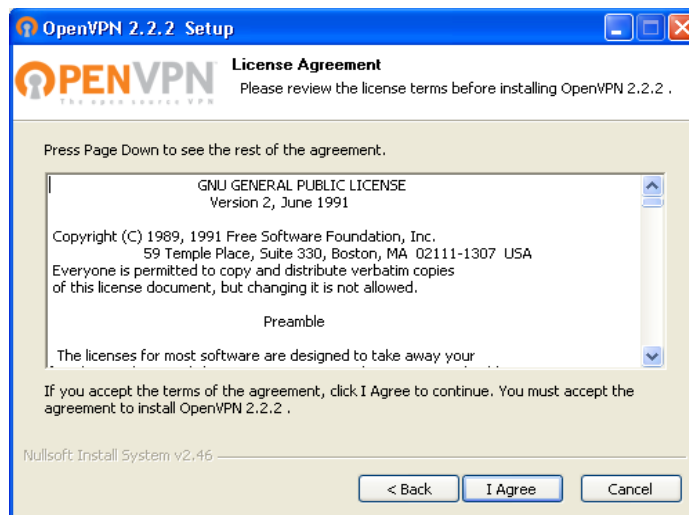 OpenVPN 2.2.2 Setup
OPENVPN
The open source VPN
License Agreement
Please review the license terms before installing OpenVPN 2.2.2 .
Press Page Down to see the rest of the agreement.
GNU GENERAL PUBLIC LICENSE
Version 2, June 1991
Copyright (C) 1989, 1991 Free Software Foundation, Inc.
59 Temple Place, Suite 330, Boston, MA 02111-1307 USA
Everyone is permitted to copy and distribute verbatim copies
of this license document, but changing it is not allowed.
Preamble
The licenses for most software are designed to take away your
If you accept the terms of the agreement, click I Agree to continue. You must accept the
agreement to install OpenVPN 2.2.2 .
Nullsoft Install System v2.46
< Back
I Agree
Cancel